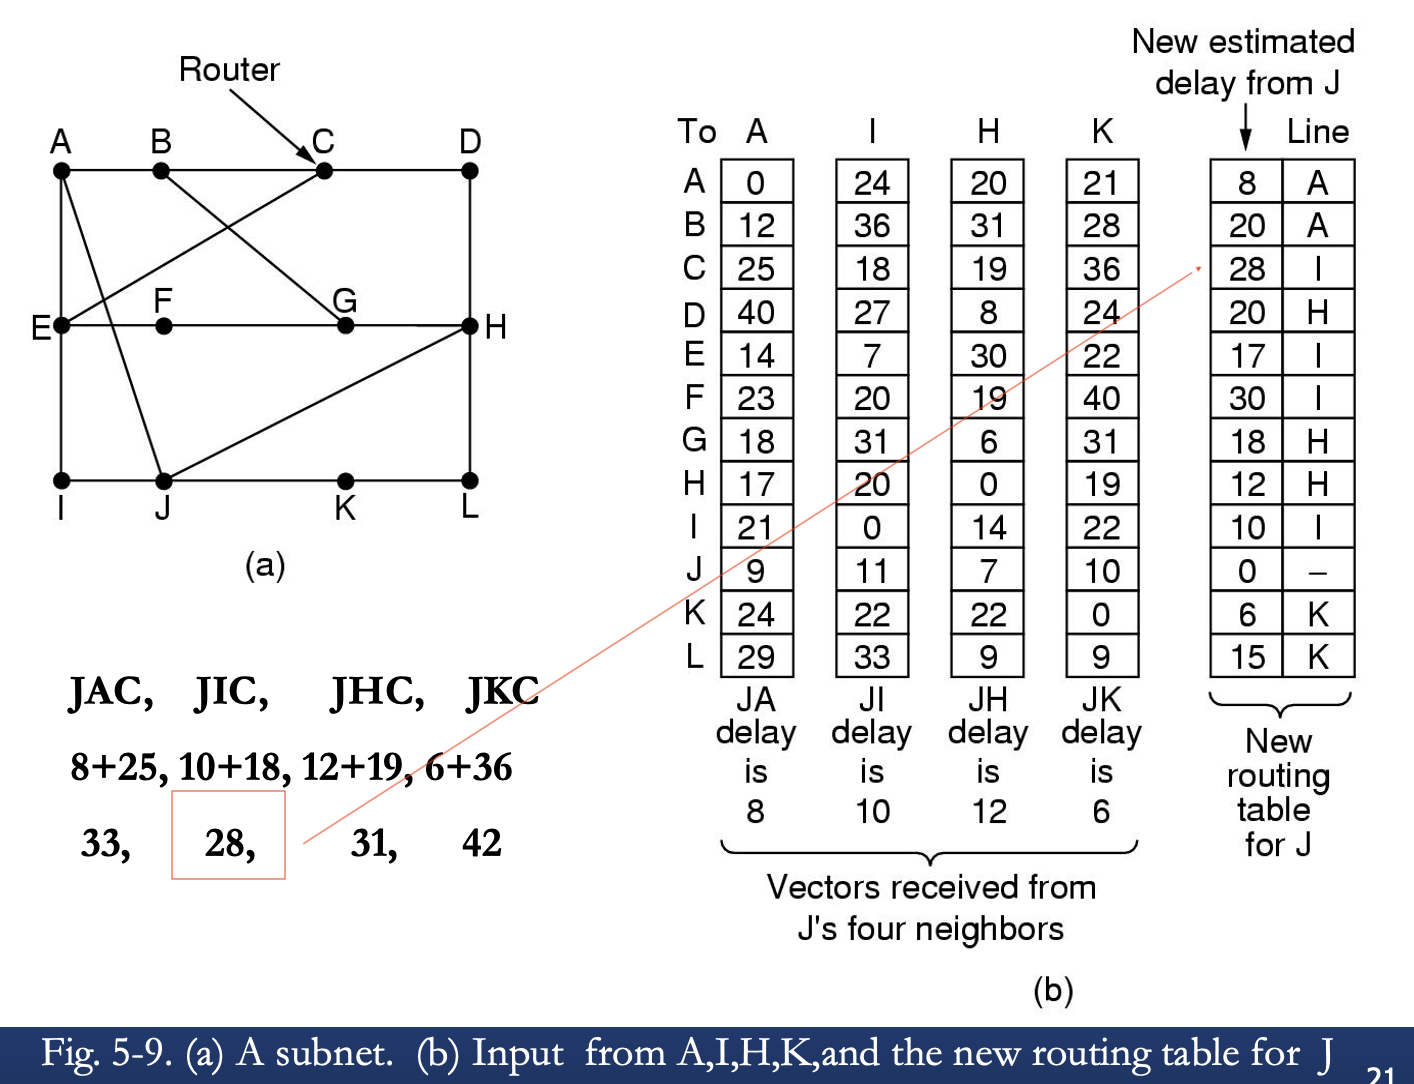 Router
A B C D
E F G H
I J K L
(a)
JAC, JIC, JHC, JKC
8+25, 10+18, 12+19, 6+36
33, 28, 31, 42
New estimated
delay from J
To A I H K Line
A 0 24 20 21 8 A
B 12 36 31 28 20 A
C 25 18 19 36 28 I
D 40 27 8 24 20 H
E 14 7 30 22 17 I
F 23 20 19 40 30 I
G 18 31 6 31 18 H
H 17 20 0 19 12 H
I 21 0 14 22 10 I
J 9 11 7 10 0 –
K 24 22 22 0 6 K
L 29 33 9 9 15 K
JA JI JH JK
delay delay delay delay
is is is is
8 10 12 6
New
routing
table
for J
Vectors received from
J's four neighbors
(b)
Fig. 5-9. (a) A subnet. (b) Input from A,I,H,K,and the new routing table for J
21